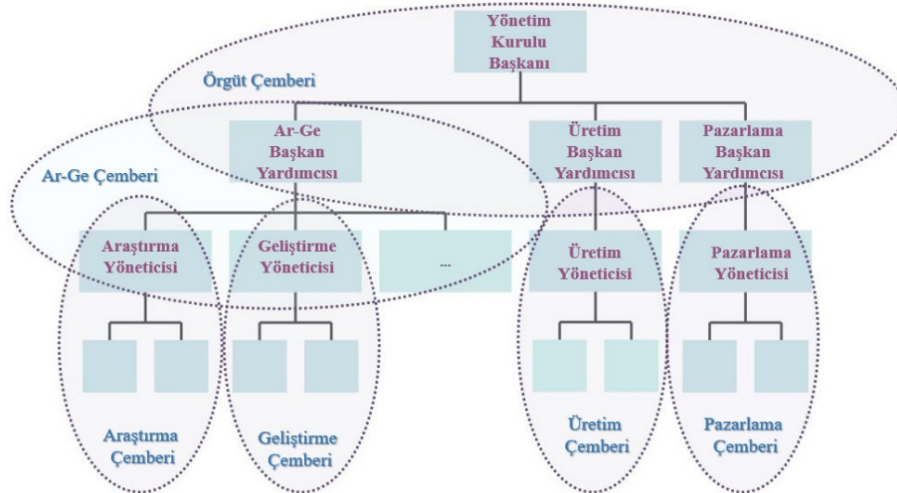 Yönetim
Kurulu
Başkanı
Örgüt Çemberi
Ar-Ge
Başkan
Yardımcısı
Üretim
Başkan
Yardımcısı
Pazarlama
Başkan
Yardımcısı
Ar-Ge Çemberi
Araştırma
Yöneticisi
Geliştirme
Yöneticisi
...
Üretim
Yöneticisi
Pazarlama
Yöneticisi
Araştırma
Çemberi
Geliştirme
Çemberi
Üretim
Çemberi
Pazarlama
Çemberi